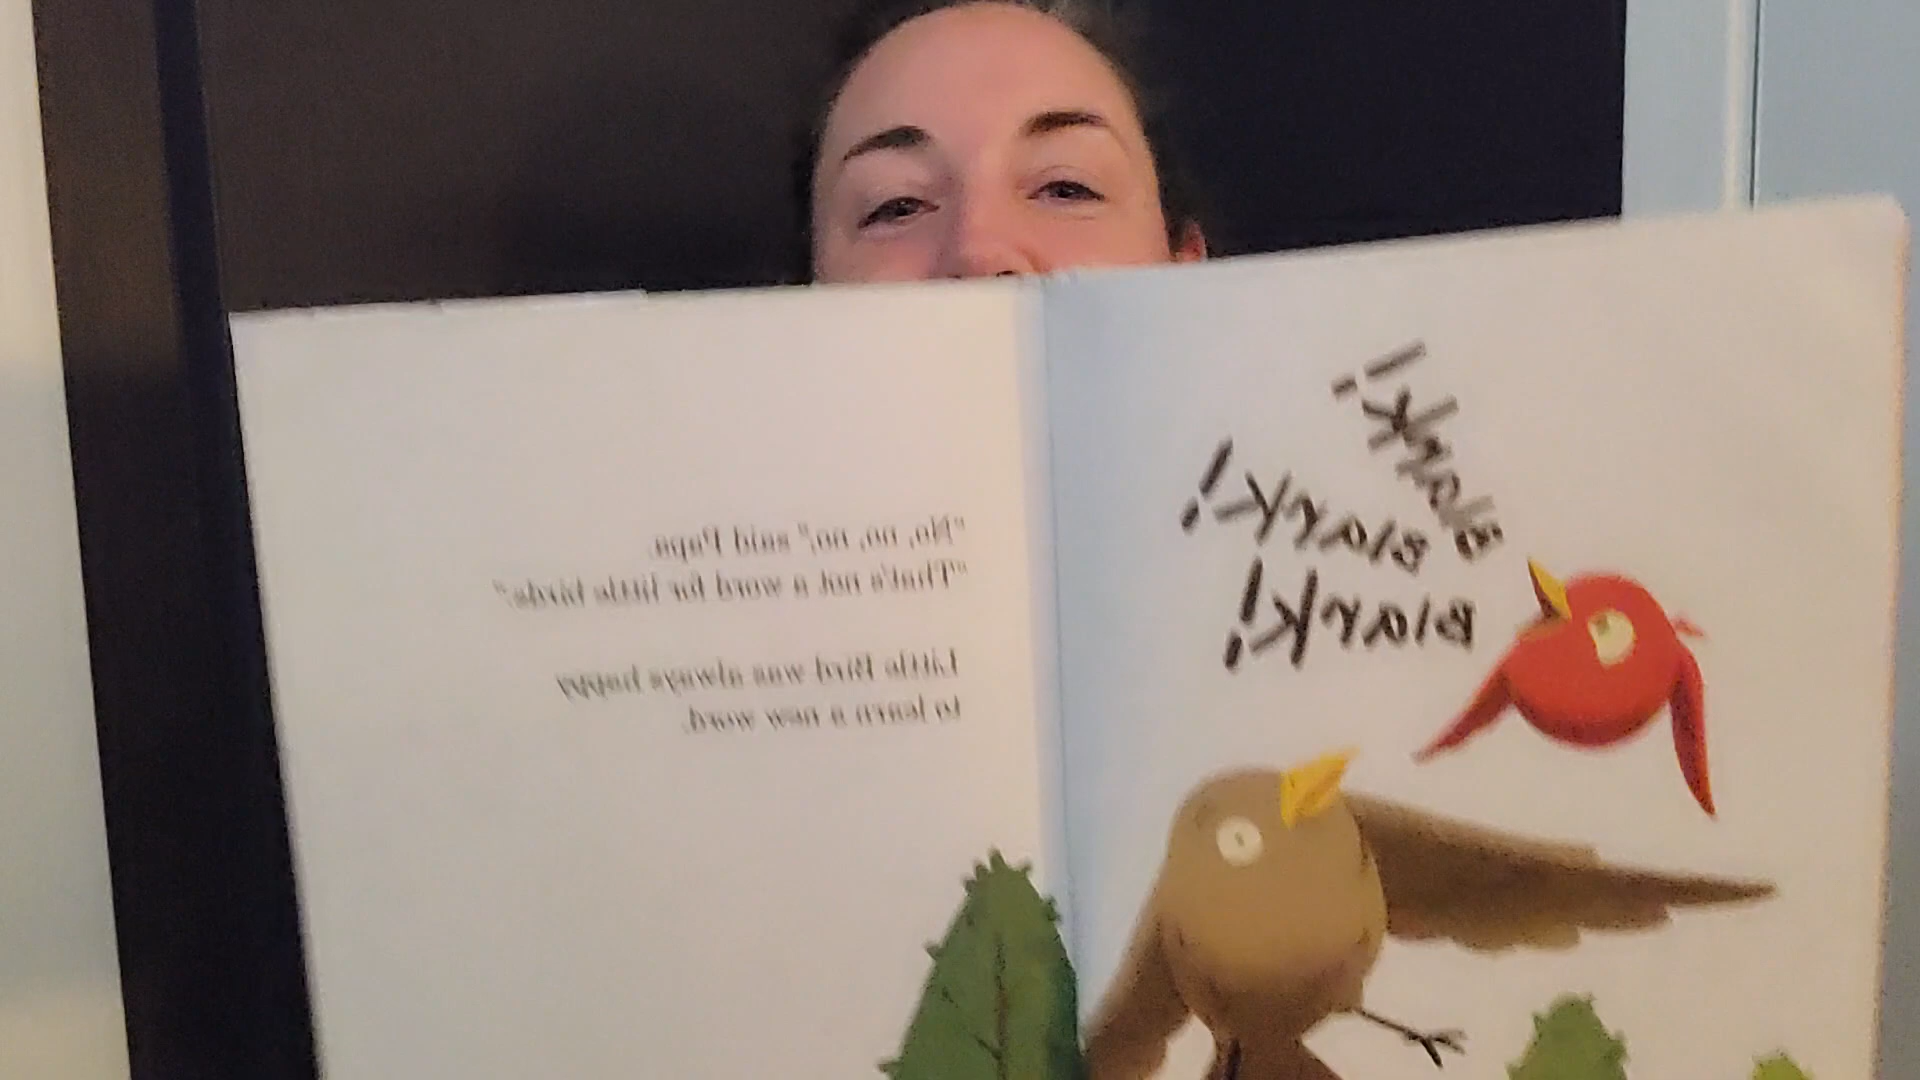 "No, no, no," said Papa.
"That's not a word for little birds."
Little Bird was always happy
to learn a new word.
Blark!
Blark!
Blark!